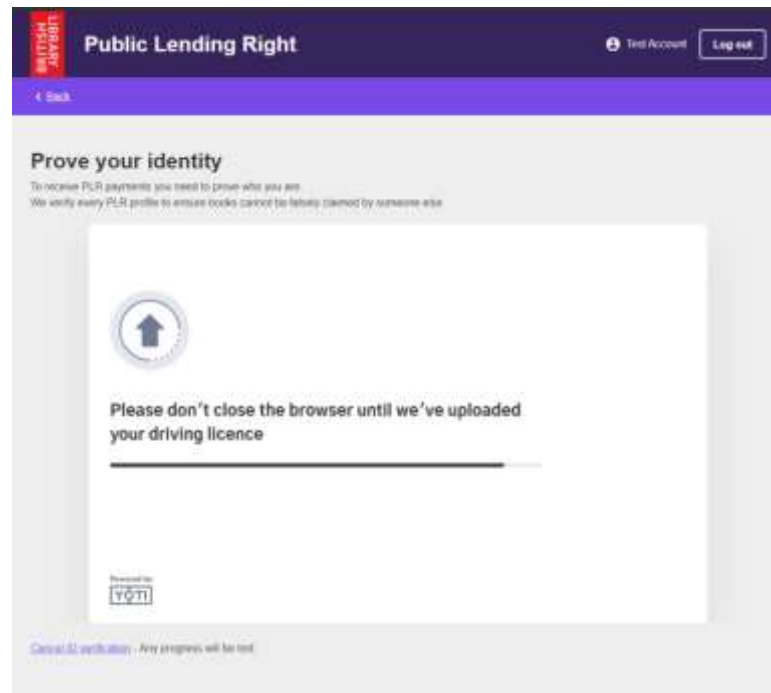 BRITISH
LIBRARY
Public Lending Right
Test Account
Log out
< Back
Prove your identity
To receive PLR payments you need to prove who you are.
We verify every PLR profile to ensure books cannot be falsely claimed by someone else
Please don't close the browser until we've uploaded
your driving licence
Powered by
YOTI
Cancel ID verification - Any progress will be lost